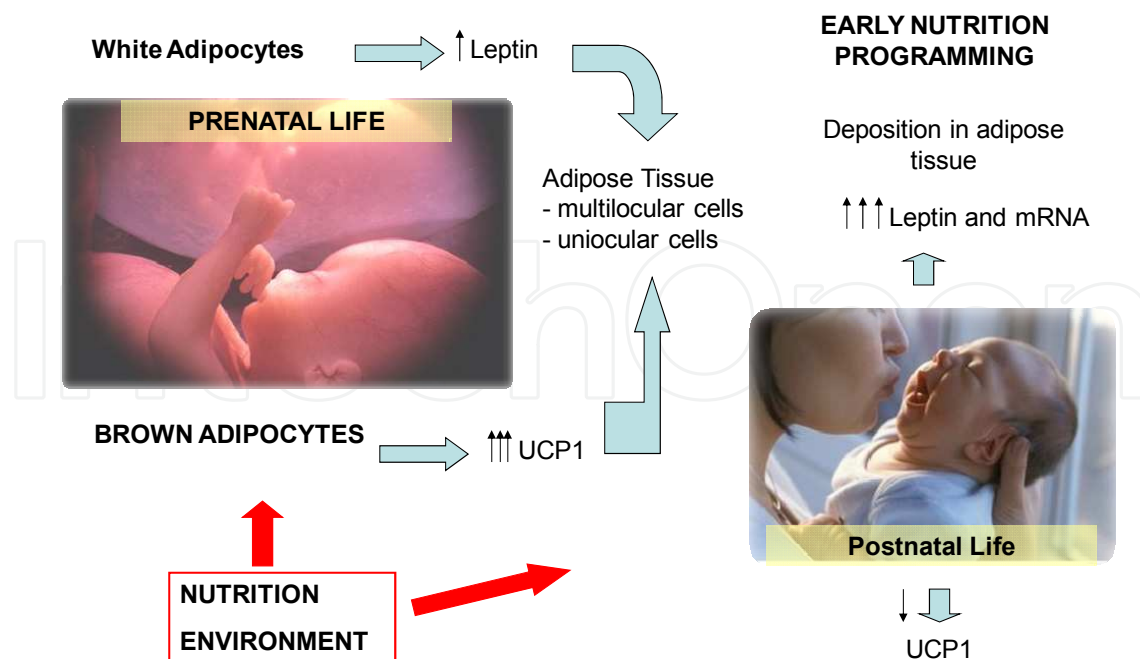 White Adipocytes
↑ Leptin
PRENATAL LIFE
Adipose Tissue
- multilocular cells
- uniocular cells
BROWN ADIPOCYTES
↑↑↑ UCP1
NUTRITION
ENVIRONMENT
EARLY NUTRITION
PROGRAMMING
Deposition in adipose
tissue
↑↑↑ Leptin and mRNA
Postnatal Life
↓
UCP1
IntechOpen